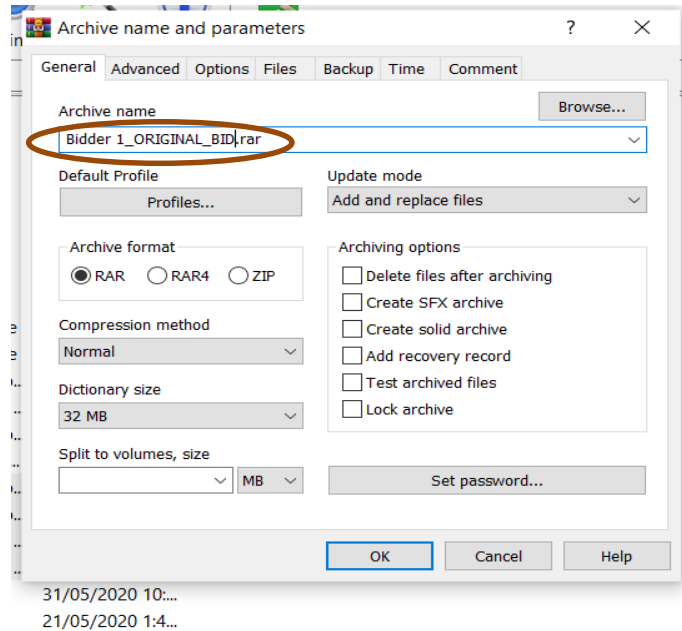 Archive name and parameters
General Advanced Options Files Backup Time Comment
Archive name
Browse...
Bidder 1_ORIGINAL_BID.rar
Default Profile
Update mode
Profiles...
Add and replace files
Archive format
Archiving options
RAR RAR4 ZIP
Delete files after archiving
Create SFX archive
Compression method
Create solid archive
Normal
Add recovery record
Dictionary size
Test archived files
32 MB
Lock archive
Split to volumes, size
MB
Set password...
OK Cancel Help
31/05/2020 10:...
21/05/2020 1:4...